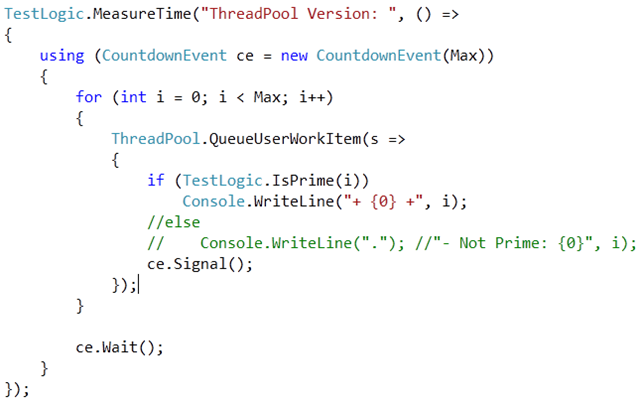 TestLogic.MeasureTime("ThreadPool Version: ", () =>
{
    using (CountdownEvent ce = new CountdownEvent(Max))
    {
        for (int i = 0; i < Max; i++)
        {
            ThreadPool.QueueUserWorkItem(s =>
            {
                if (TestLogic.IsPrime(i))
                    Console.WriteLine("+ {0} +", i);
                //else
                //    Console.WriteLine("."); //"- Not Prime: {0}", i);
                ce.Signal();
            });
        }

        ce.Wait();
    }
});